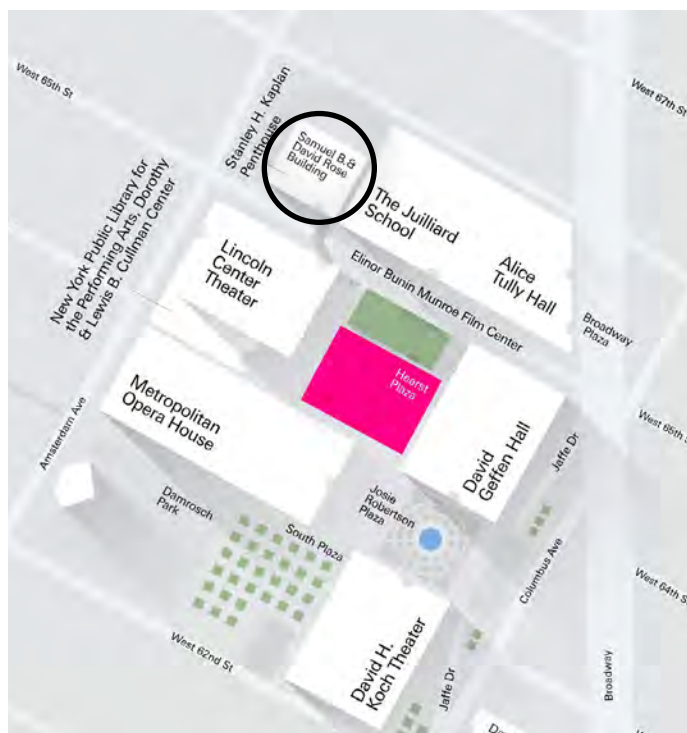 West 65th St
Stanley H. Kaplan
Penthouse
Samuel B.&
David Rose
Building
West 67th St
New York Public Library for
the Performing Arts, Dorothy
& Lewis B. Cullman Center
The Juilliard
School
Alice
Tully Hall
Lincoln
Center
Theater
Elinor Bunin Munroe Film Center
Broadway
Plaza
Hearst
Plaza
Metropolitan
Opera House
Amsterdam Ave
David
Geffen Hall
West 65th S
Jaffe Dr
Damrosch
Park
Josie
Robertson
Plaza
South Plaza
Columbus Ave
West 64th S
West 62nd St
David H.
Koch Theater
Jaffe Dr
Broadway